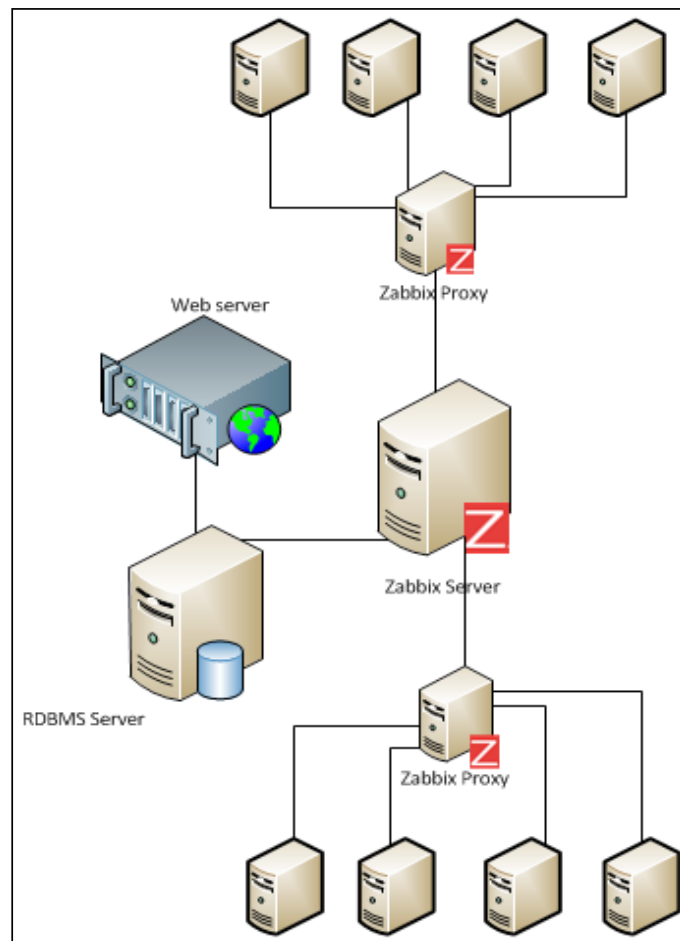 Z
Zabbix Proxy
Web server
Z
Zabbix Server
RDBMS Server
Z
Zabbix Proxy